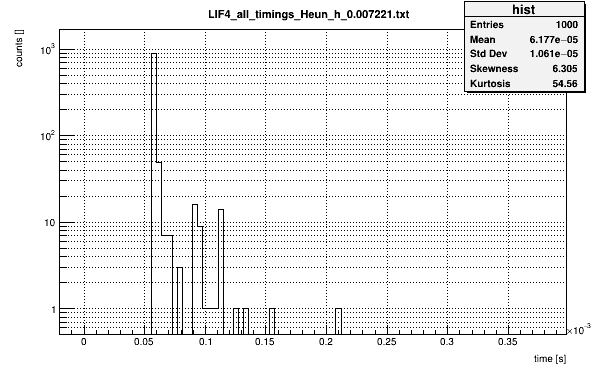 LIF4_all_timings_Heun_h_0.007221.txt
hist
Entries 1000
Mean 6.177e−05
Std Dev 1.061e−05
Skewness 6.305
Kurtosis 54.56
counts []
10³
10²
10
1
0 0.05 0.1 0.15 0.2 0.25 0.3 0.35
×10⁻³
time [s]